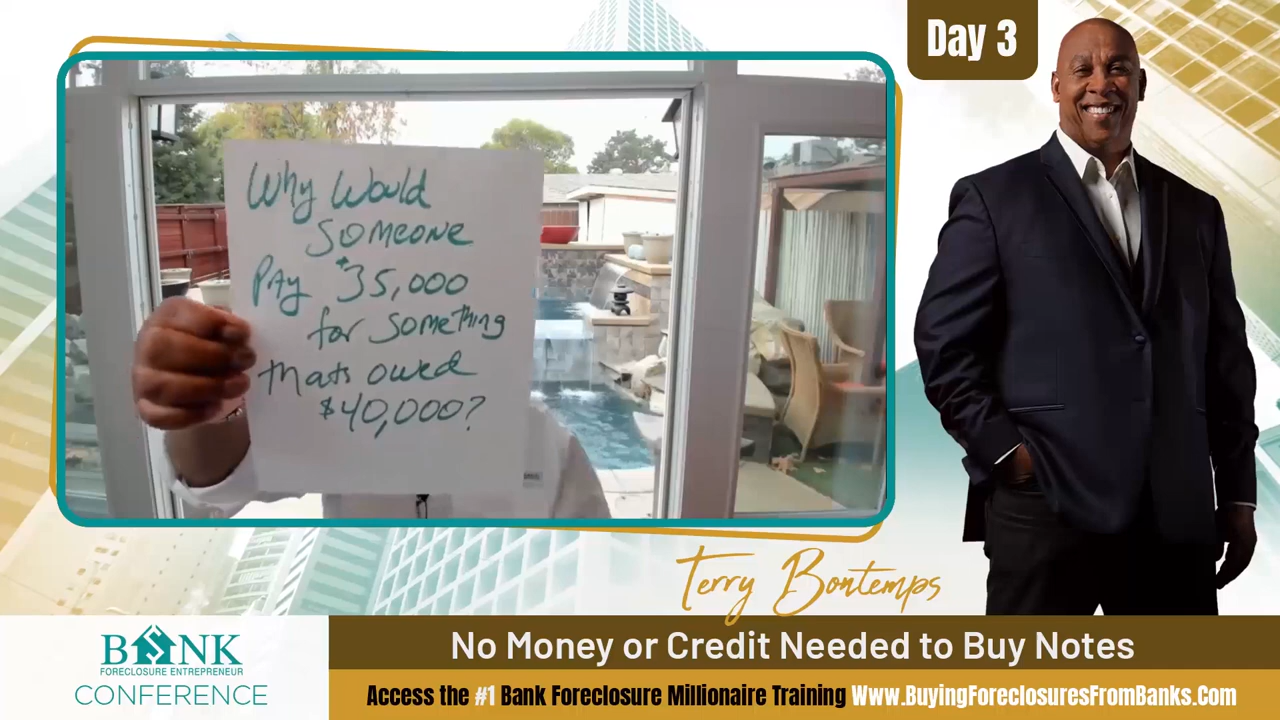 Day 3
Why Would
SOMEONE
PAy $35,000
for SOMETHING
thats owed
$40,000?
Terry Bontemps
BANK
FORECLOSURE ENTREPRENEUR
CONFERENCE
No Money or Credit Needed to Buy Notes
Access the #1 Bank Foreclosure Millionaire Training Www.BuyingForeclosuresFromBanks.Com